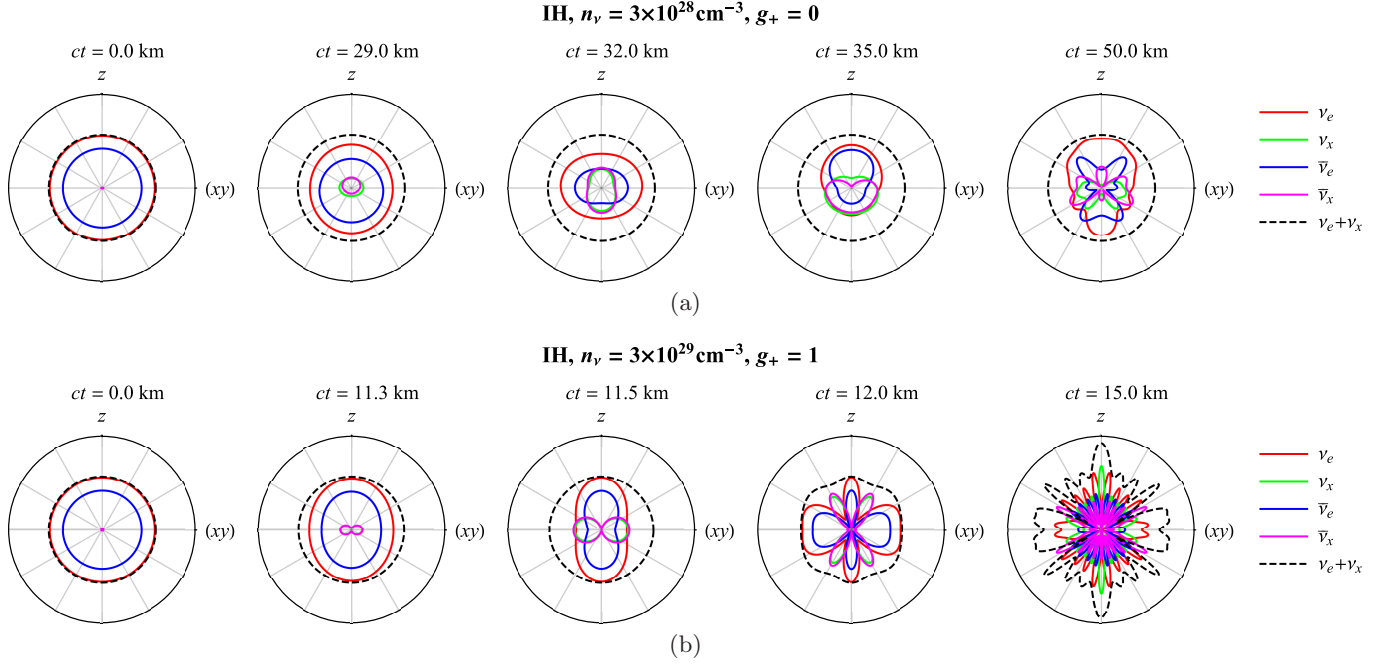 IH, nν = 3×10²⁸cm⁻³, g₊ = 0
ct = 0.0 km
ct = 29.0 km
ct = 32.0 km
ct = 35.0 km
ct = 50.0 km
z
z
z
z
z
(xy)
(xy)
(xy)
(xy)
(xy)
νe
νx
ν̅e
ν̅x
νe+νx
(a)
IH, nν = 3×10²⁹cm⁻³, g₊ = 1
ct = 0.0 km
ct = 11.3 km
ct = 11.5 km
ct = 12.0 km
ct = 15.0 km
z
z
z
z
z
(xy)
(xy)
(xy)
(xy)
(xy)
νe
νx
ν̅e
ν̅x
νe+νx
(b)